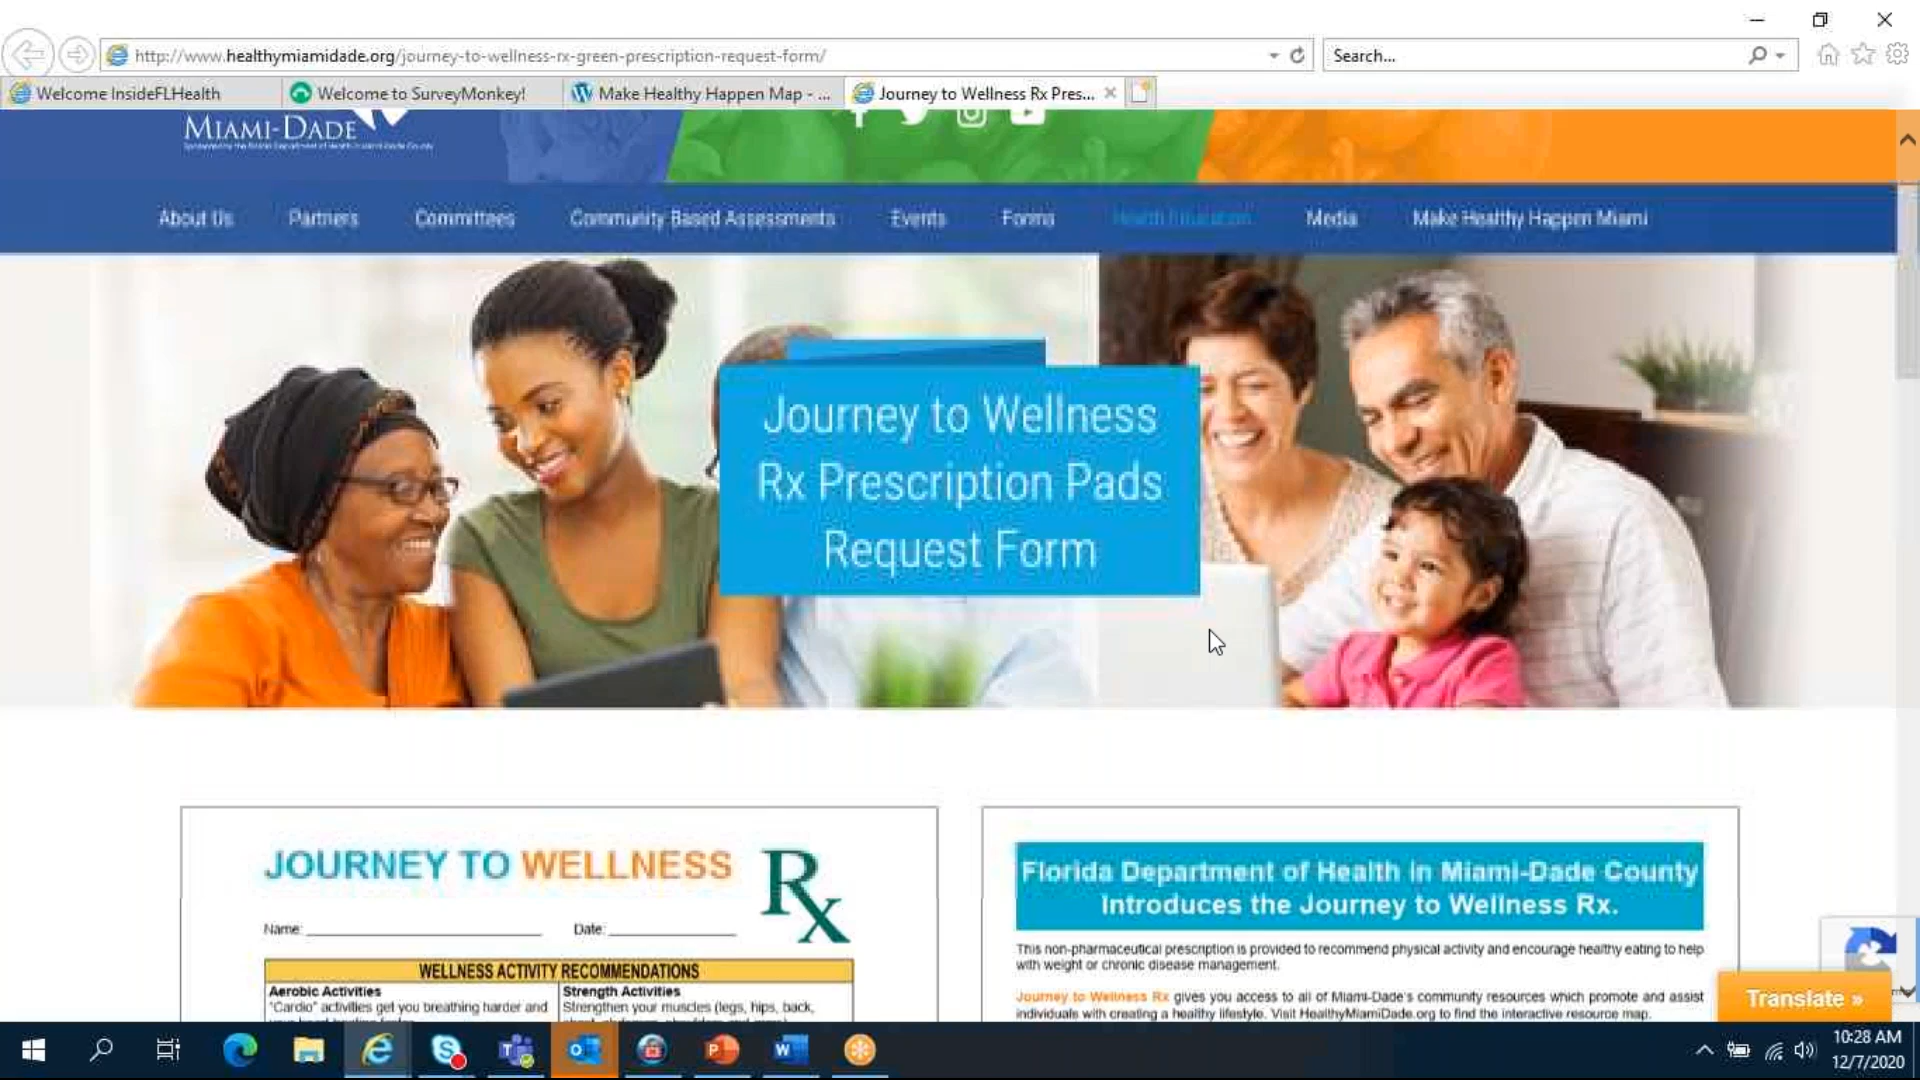 http://www.healthymiamidade.org/journey-to-wellness-rx-green-prescription-request-form/
Search...
Welcome InsideFLHealth
Welcome to SurveyMonkey!
Make Healthy Happen Map - ...
Journey to Wellness Rx Pres...
MIAMI-DADE
About Us
Partners
Committees
Community Based Assessments
Events
Forms
Health Education
Media
Make Healthy Happen Miami
Journey to Wellness
Rx Prescription Pads
Request Form
JOURNEY TO WELLNESS
Rx
Name:
Date:
WELLNESS ACTIVITY RECOMMENDATIONS
Aerobic Activities
"Cardio" activities get you breathing harder and
Strength Activities
Strengthen your muscles (legs, hips, back,
Florida Department of Health in Miami-Dade County
Introduces the Journey to Wellness Rx.
This non-pharmaceutical prescription is provided to recommend physical activity and encourage healthy eating to help
with weight or chronic disease management.
Journey to Wellness Rx gives you access to all of Miami-Dade's community resources which promote and assist
individuals with creating a healthy lifestyle. Visit HealthyMiamiDade.org to find the interactive resource map.
Translate »
10:28 AM
12/7/2020